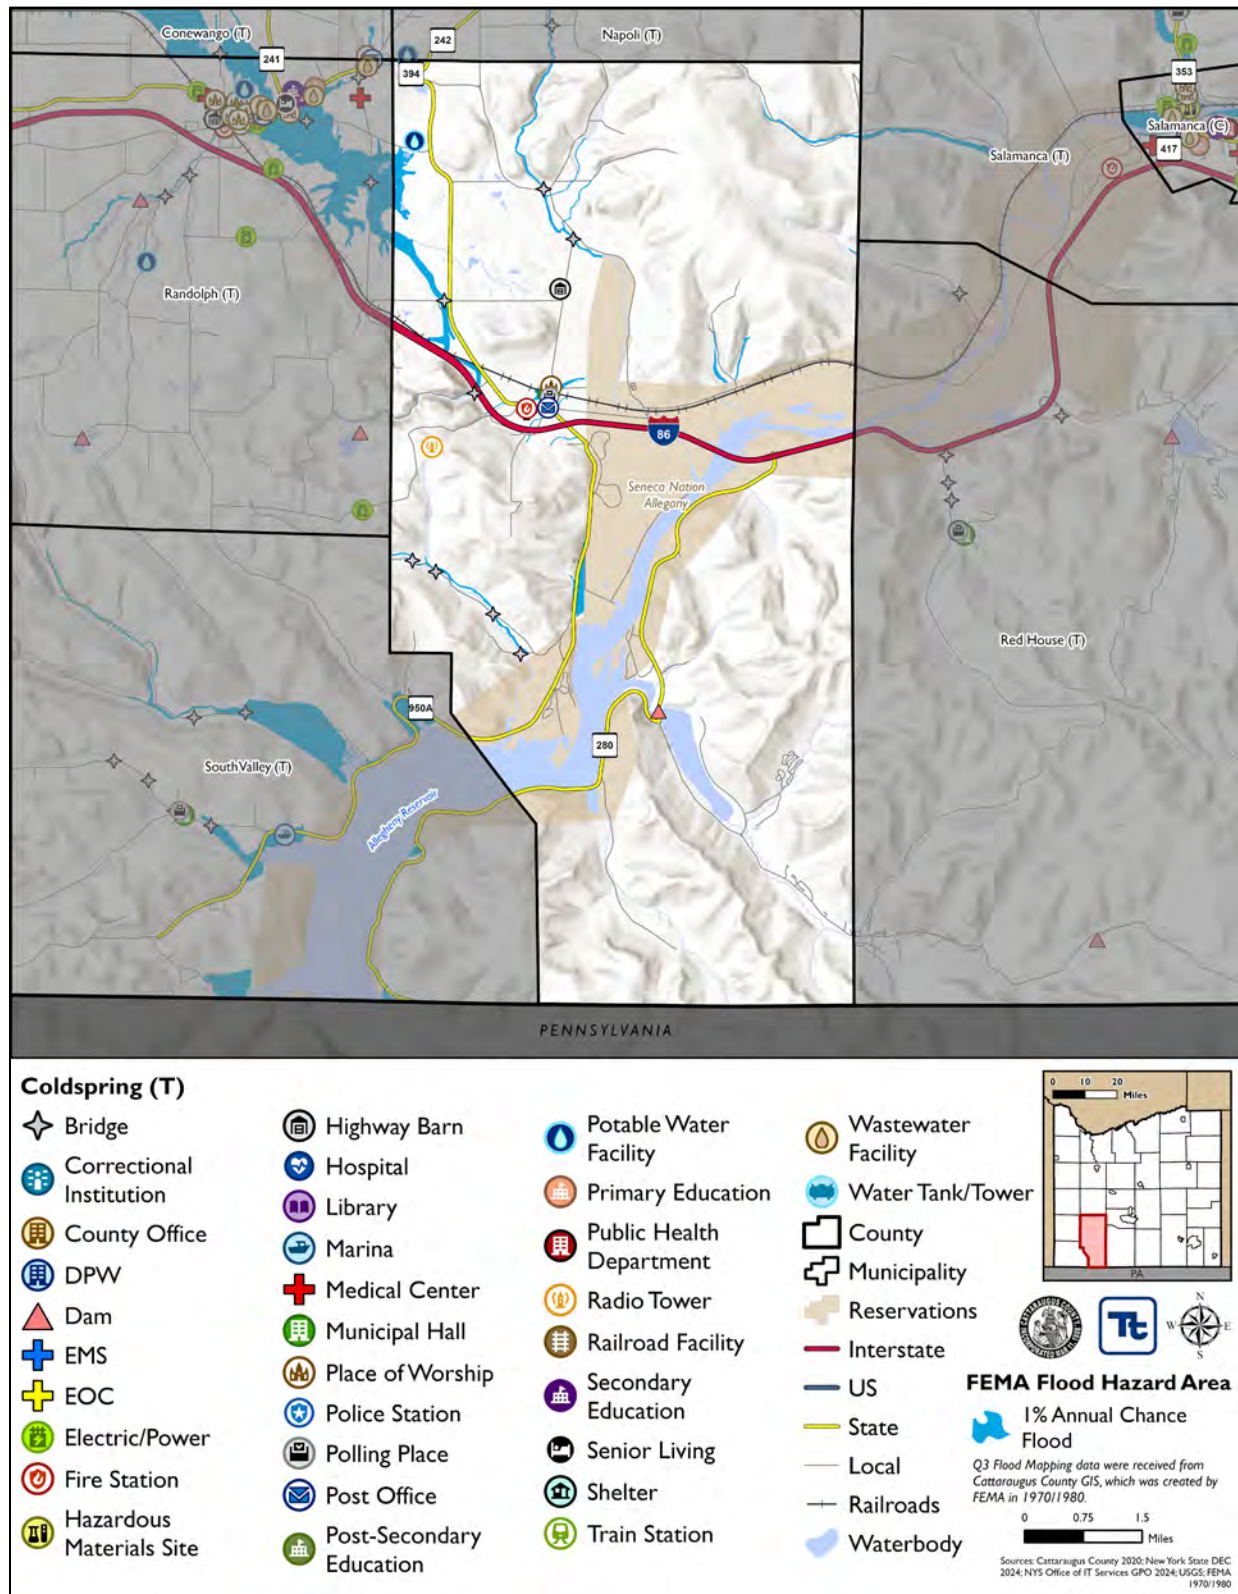 Conewango (T)
242
Napoli (T)
241
394
353
Salamanca (C)
417
Salamanca (T)
Randolph (T)
86
Seneca Nation
Allegany
Red House (T)
950A
280
South Valley (T)
Allegheny Reservoir
PENNSYLVANIA
Coldspring (T)
Bridge
Correctional
Institution
County Office
DPW
Dam
EMS
EOC
Electric/Power
Fire Station
Hazardous
Materials Site
Highway Barn
Hospital
Library
Marina
Medical Center
Municipal Hall
Place of Worship
Police Station
Polling Place
Post Office
Post-Secondary
Education
Potable Water
Facility
Primary Education
Public Health
Department
Radio Tower
Railroad Facility
Secondary
Education
Senior Living
Shelter
Train Station
Wastewater
Facility
Water Tank/Tower
County
Municipality
Reservations
Interstate
US
State
Local
Railroads
Waterbody
0 10 20
Miles
PA
Tt
N
W E
S
FEMA Flood Hazard Area
1% Annual Chance
Flood
Q3 Flood Mapping data were received from
Cattaraugus County GIS, which was created by
FEMA in 1970/1980.
0 0.75 1.5
Miles
Sources: Cattaraugus County 2020; New York State DEC
2024; NYS Office of IT Services GPO 2024; USGS; FEMA
1970/1980